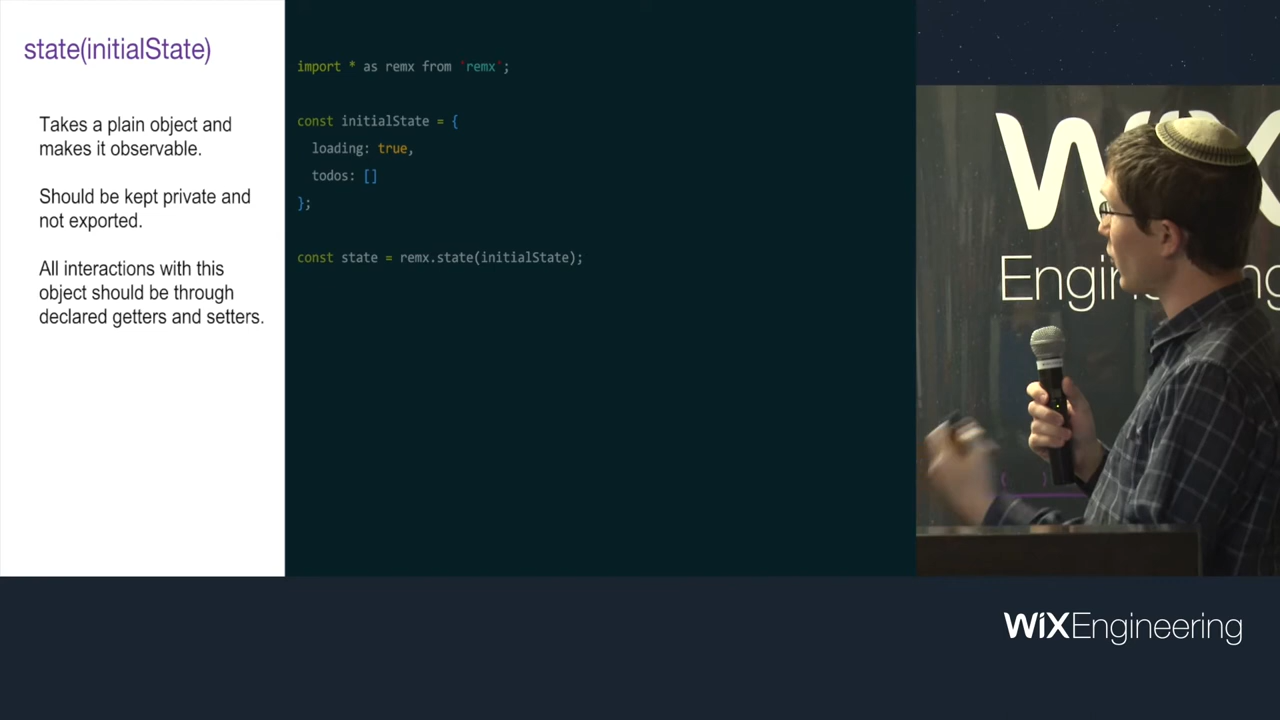 state(initialState)
Takes a plain object and
makes it observable.
Should be kept private and
not exported.
All interactions with this
object should be through
declared getters and setters.
import * as remx from 'remx';
const initialState = {
loading: true,
todos: []
};
const state = remx.state(initialState);
WiX
Engineering
WiXEngineering